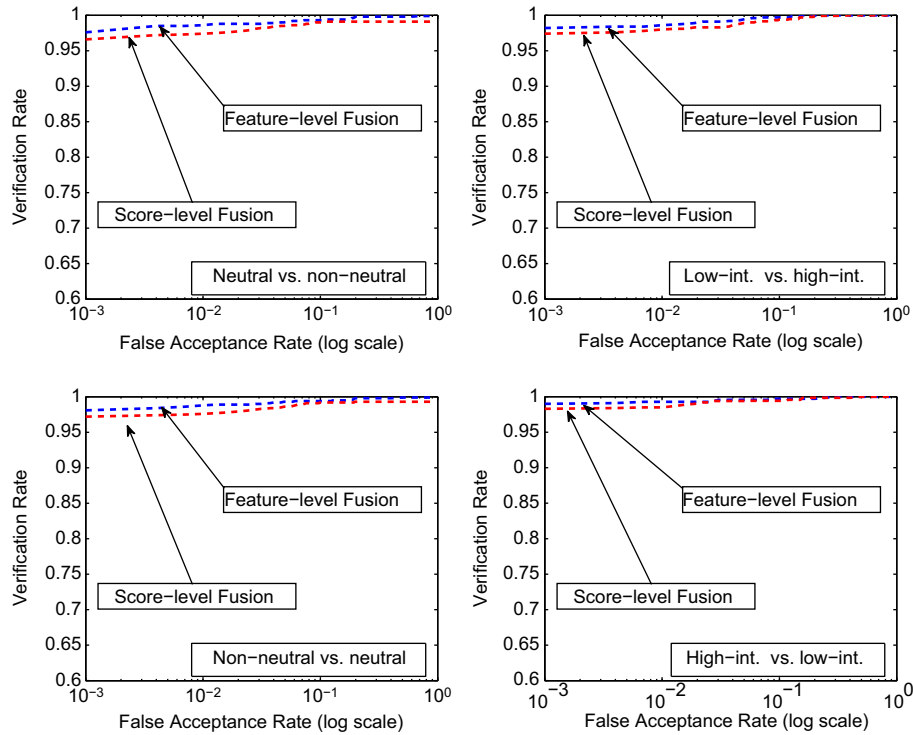 1
0.95
0.9
0.85
0.8
0.75
0.7
0.65
0.6
Verification Rate
Feature−level Fusion
Score−level Fusion
Neutral vs. non−neutral
10−3
10−2
10−1
100
False Acceptance Rate (log scale)
1
0.95
0.9
0.85
0.8
0.75
0.7
0.65
0.6
Verification Rate
Feature−level Fusion
Score−level Fusion
Low−int. vs. high−int.
10−3
10−2
10−1
100
False Acceptance Rate (log scale)
1
0.95
0.9
0.85
0.8
0.75
0.7
0.65
0.6
Verification Rate
Feature−level Fusion
Score−level Fusion
Non−neutral vs. neutral
10−3
10−2
10−1
100
False Acceptance Rate (log scale)
1
0.95
0.9
0.85
0.8
0.75
0.7
0.65
0.6
Verification Rate
Feature−level Fusion
Score−level Fusion
High−int. vs. low−int.
10−3
10−2
10−1
100
False Acceptance Rate (log scale)